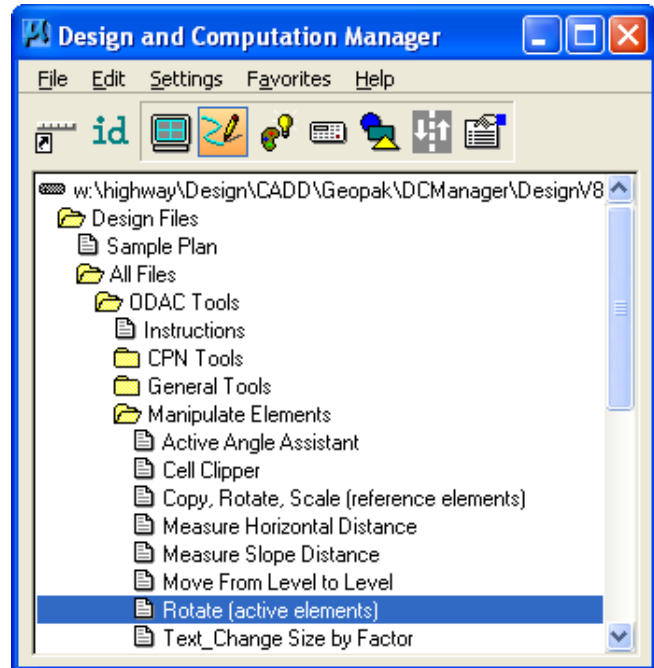 Design and Computation Manager
File Edit Settings Favorites Help
id
w:\highway\Design\CADD\Geopak\DCManager\DesignV8
Design Files
Sample Plan
All Files
ODAC Tools
Instructions
CPN Tools
General Tools
Manipulate Elements
Active Angle Assistant
Cell Clipper
Copy, Rotate, Scale (reference elements)
Measure Horizontal Distance
Measure Slope Distance
Move From Level to Level
Rotate (active elements)
Text_Change Size by Factor